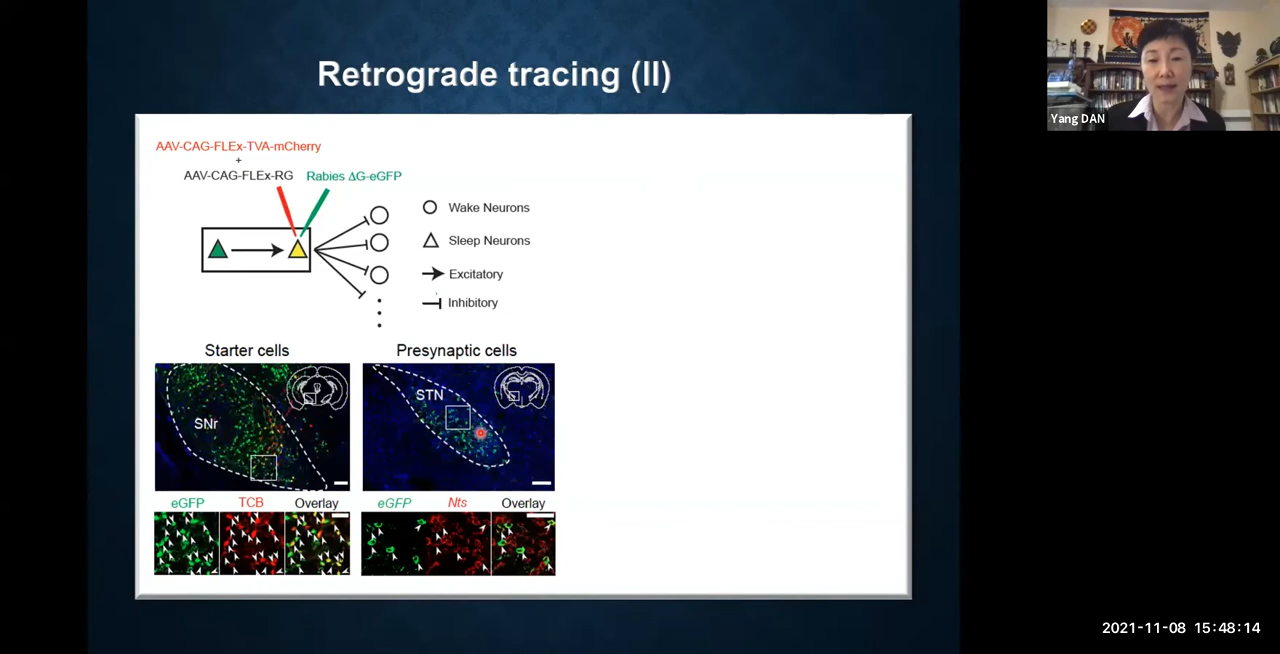 Retrograde tracing (II)
AAV-CAG-FLEx-TVA-mCherry
+
AAV-CAG-FLEx-RG
Rabies ΔG-eGFP
Wake Neurons
Sleep Neurons
Excitatory
Inhibitory
Starter cells
Presynaptic cells
SNr
STN
eGFP
TCB
Overlay
eGFP
Nts
Overlay
Yang DAN
2021-11-08 15:48:14